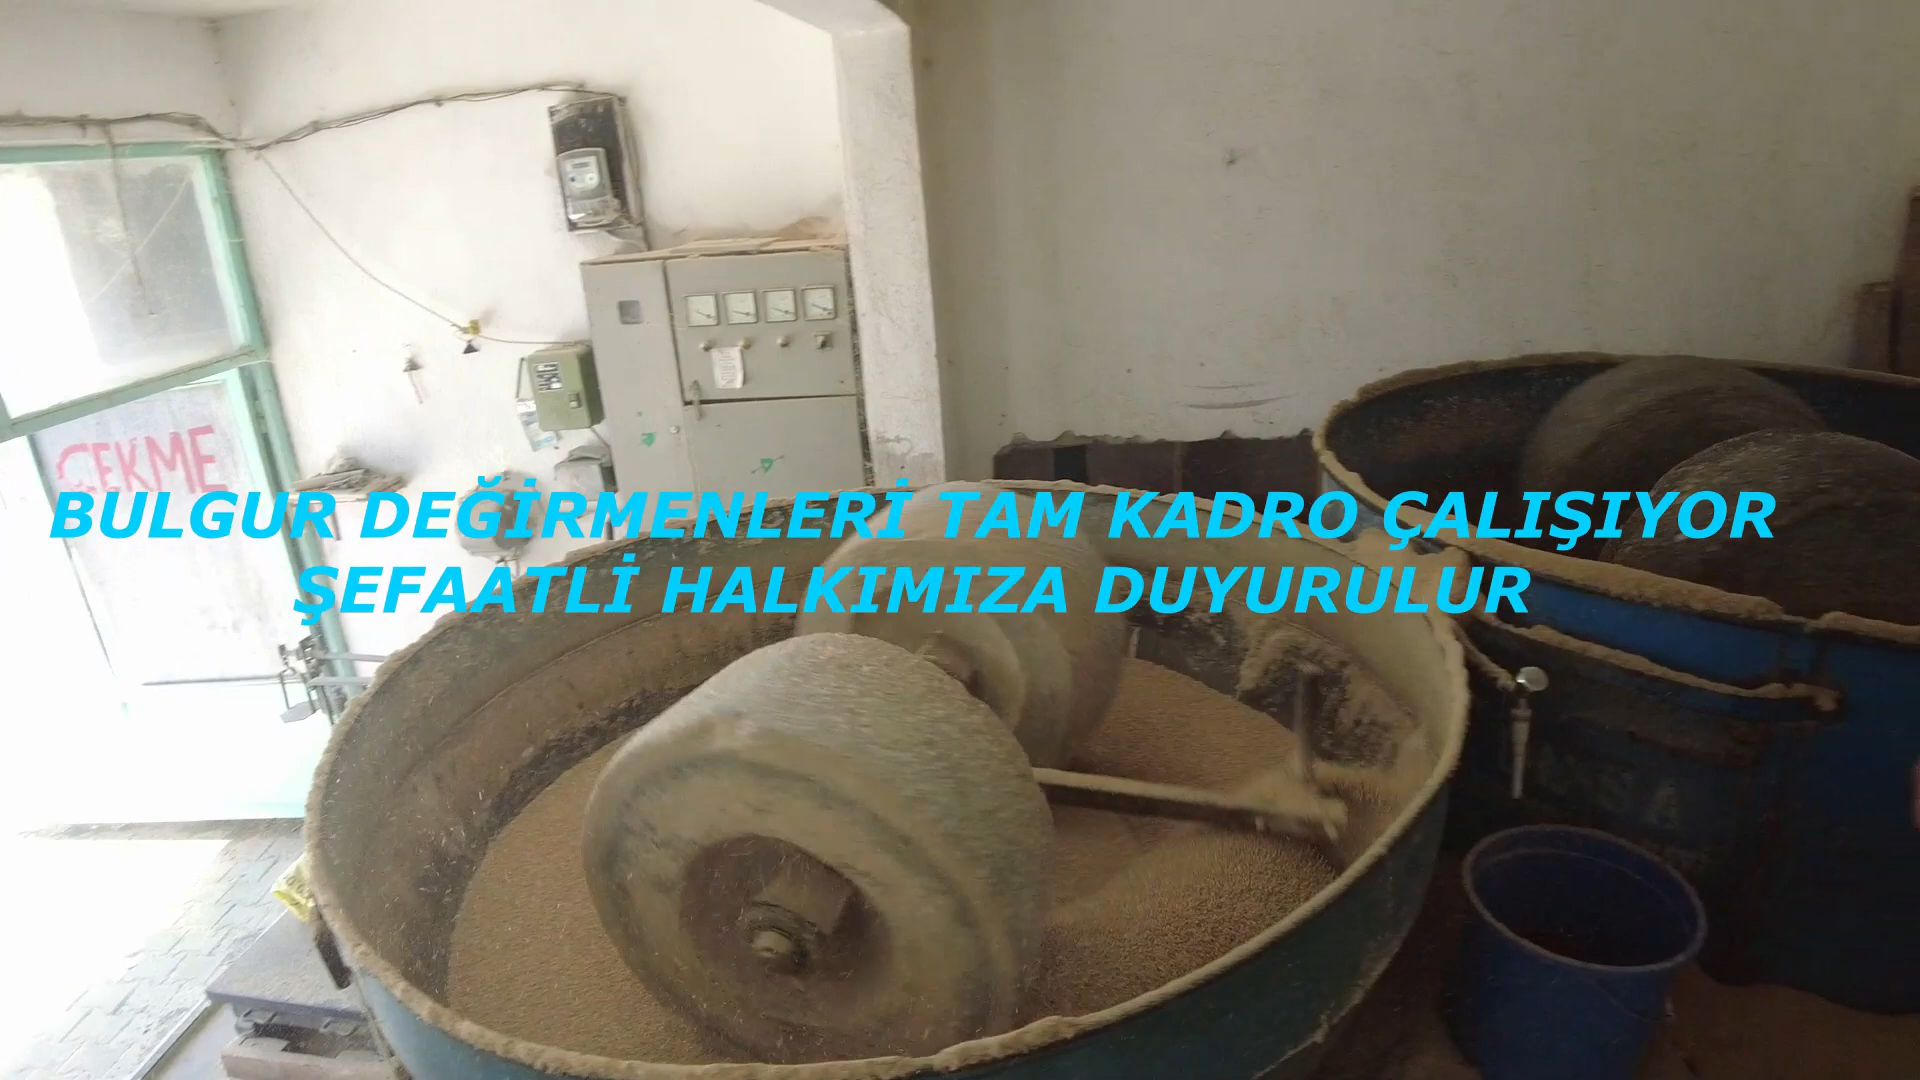 ÇEKME
BULGUR DEĞİRMENLERİ TAM KADRO ÇALIŞIYOR
ŞEFAATLİ HALKIMIZA DUYURULUR